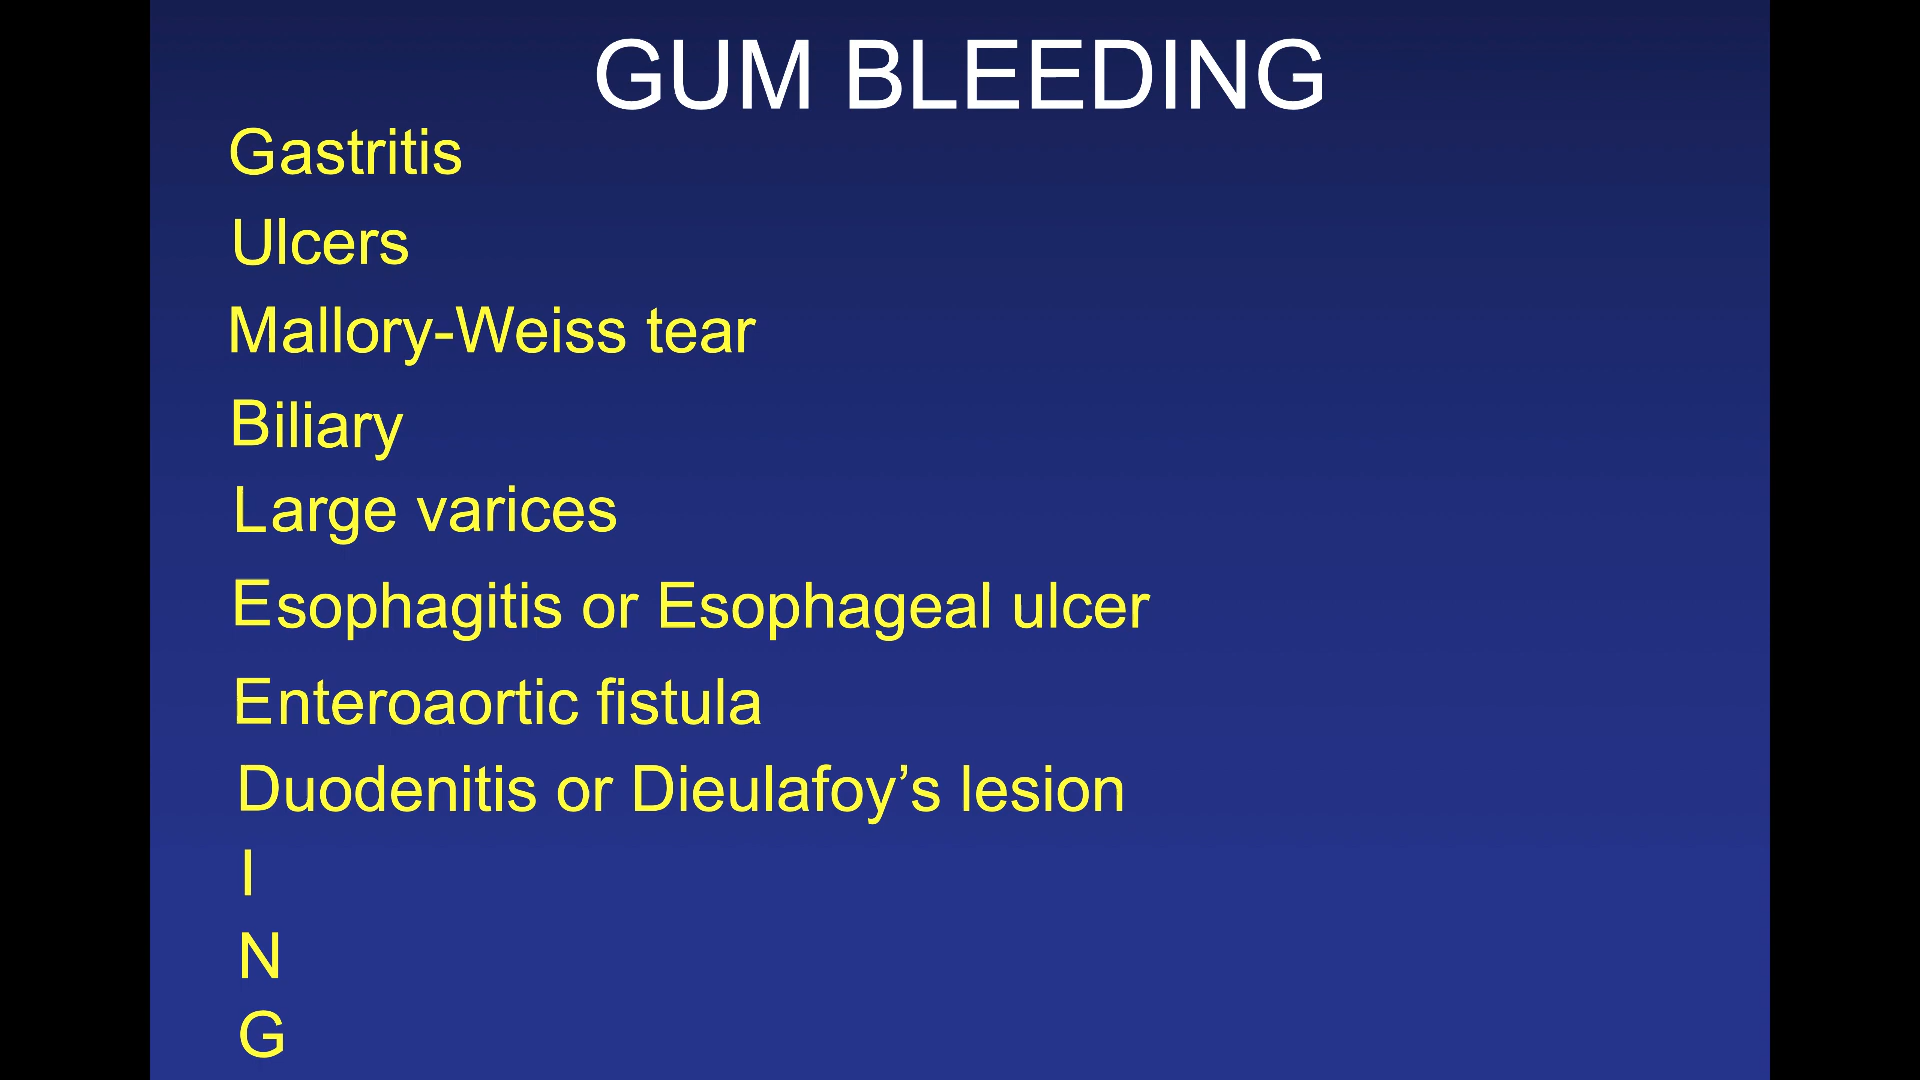 GUM BLEEDING
Gastritis
Ulcers
Mallory-Weiss tear
Biliary
Large varices
Esophagitis or Esophageal ulcer
Enteroaortic fistula
Duodenitis or Dieulafoy’s lesion
I
N
G